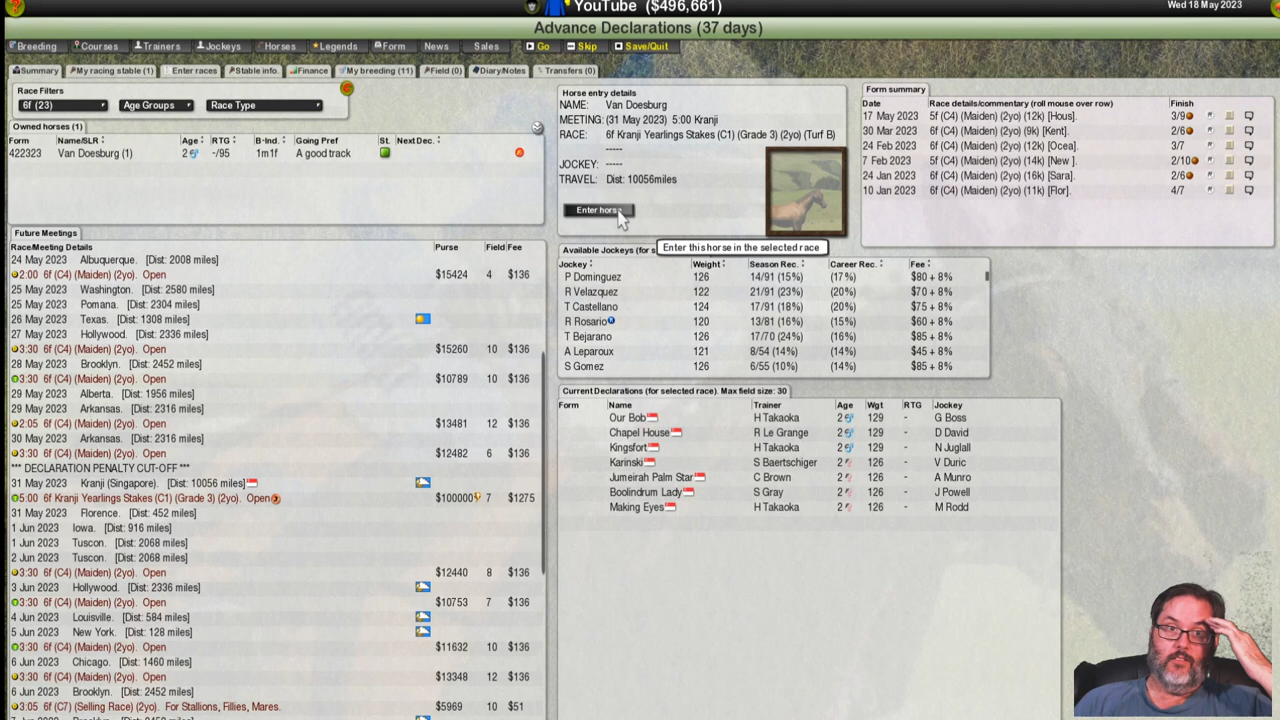 YouTube ($496,661)
Wed 18 May 2023
Advance Declarations (37 days)
Breeding Courses Trainers Jockeys Horses Legends Form News Sales Go Skip Save/Quit
Summary My racing stable (1) Enter races Stable info. Finance My breeding (11) Field (0) Diary/Notes Transfers (0)
Race Filters
6f (23) Age Groups Race Type
Owned horses (1)
Form Name/SLR Age RTG B-Ind. Going Pref St. Next Dec.
422323 Van Doesburg (1) 2 -/95 1m1f A good track
Future Meetings
Race/Meeting Details Purse Field Fee
24 May 2023 Albuquerque. [Dist: 2008 miles]
2:00 6f (C4) (Maiden) (2yo). Open $15424 4 $136
25 May 2023 Washington. [Dist: 2580 miles]
25 May 2023 Pomana. [Dist: 2304 miles]
26 May 2023 Texas. [Dist: 1308 miles]
27 May 2023 Hollywood. [Dist: 2336 miles]
3:30 6f (C4) (Maiden) (2yo). Open $15260 10 $136
28 May 2023 Brooklyn. [Dist: 2452 miles]
3:30 6f (C4) (Maiden) (2yo). Open $10789 10 $136
29 May 2023 Alberta. [Dist: 1956 miles]
29 May 2023 Arkansas. [Dist: 2316 miles]
2:05 6f (C4) (Maiden) (2yo). Open $13481 12 $136
30 May 2023 Arkansas. [Dist: 2316 miles]
3:30 6f (C4) (Maiden) (2yo). Open $12482 6 $136
*** DECLARATION PENALTY CUT-OFF ***
31 May 2023 Kranji (Singapore). [Dist: 10056 miles]
5:00 6f Kranji Yearlings Stakes (C1) (Grade 3) (2yo). Open $100000 7 $1275
31 May 2023 Florence. [Dist: 452 miles]
1 Jun 2023 Iowa. [Dist: 916 miles]
1 Jun 2023 Tuscon. [Dist: 2068 miles]
2 Jun 2023 Tuscon. [Dist: 2068 miles]
3:30 6f (C4) (Maiden) (2yo). Open $12440 8 $136
3 Jun 2023 Hollywood. [Dist: 2336 miles]
3:30 6f (C4) (Maiden) (2yo). Open $10753 7 $136
4 Jun 2023 Louisville. [Dist: 584 miles]
5 Jun 2023 New York. [Dist: 128 miles]
3:30 6f (C4) (Maiden) (2yo). Open $11632 10 $136
6 Jun 2023 Chicago. [Dist: 1460 miles]
3:30 6f (C4) (Maiden) (2yo). Open $13348 12 $136
6 Jun 2023 Brooklyn. [Dist: 2452 miles]
3:05 6f (C7) (Selling Race) (2yo). For Stallions, Fillies, Mares. $5969 10 $51
Horse entry details
NAME: Van Doesburg
MEETING: (31 May 2023) 5:00 Kranji
RACE: 6f Kranji Yearlings Stakes (C1) (Grade 3) (2yo) (Turf B)
-----
JOCKEY: -----
TRAVEL: Dist: 10056miles
Enter horse
Enter this horse in the selected race
Available Jockeys (for s
Jockey Weight Season Rec. Career Rec. Fee
P Dominguez 126 14/91 (15%) (17%) $80 + 8%
R Velazquez 122 21/91 (23%) (20%) $70 + 8%
T Castellano 124 17/91 (18%) (20%) $75 + 8%
R Rosario 120 13/81 (16%) (15%) $60 + 8%
T Bejarano 126 17/70 (24%) (16%) $85 + 8%
A Leparoux 121 8/54 (14%) (14%) $45 + 8%
S Gomez 126 6/55 (10%) (14%) $85 + 8%
Current Declarations (for selected race). Max field size: 30
Form Name Trainer Age Wgt RTG Jockey
Our Bob H Takaoka 2 129 - G Boss
Chapel House R Le Grange 2 129 - D David
Kingsfort H Takaoka 2 129 - N Juglall
Karinski S Baertschiger 2 126 - V Duric
Jumeirah Palm Star C Brown 2 126 - A Munro
Boolindrum Lady S Gray 2 126 - J Powell
Making Eyes H Takaoka 2 126 - M Rodd
Form summary
Date Race details/commentary (roll mouse over row) Finish
17 May 2023 5f (C4) (Maiden) (2yo) [Hous]. 3/9
30 Mar 2023 6f (C4) (Maiden) (2yo) (9k) [Kent]. 2/6
24 Feb 2023 6f (C4) (Maiden) (2yo) [Ocea]. 3/7
7 Feb 2023 5f (C4) (Maiden) (2yo) (14k) [New ]. 2/10
24 Jan 2023 6f (C4) (Maiden) (2yo) (16k) [Sara]. 2/6
10 Jan 2023 6f (C4) (Maiden) (2yo) (11k) [Flor]. 4/7